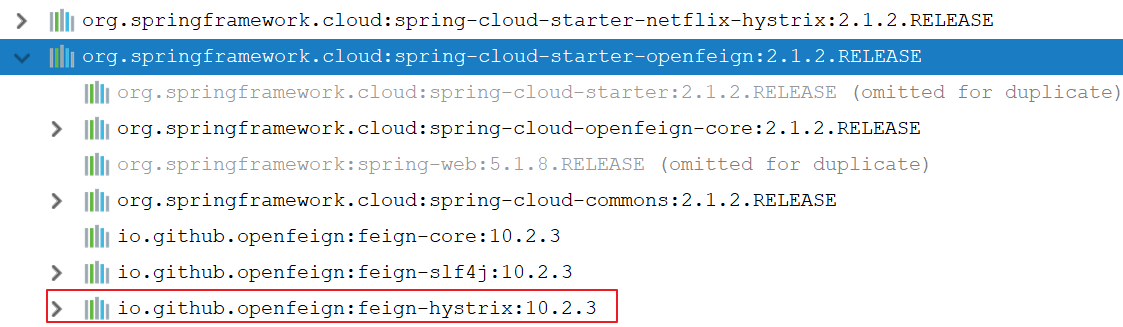 org.springframework.cloud:spring-cloud-starter-netflix-hystrix:2.1.2.RELEASE
org.springframework.cloud:spring-cloud-starter-openfeign:2.1.2.RELEASE
org.springframework.cloud:spring-cloud-starter:2.1.2.RELEASE (omitted for duplicate)
org.springframework.cloud:spring-cloud-openfeign-core:2.1.2.RELEASE
org.springframework:spring-web:5.1.8.RELEASE (omitted for duplicate)
org.springframework.cloud:spring-cloud-commons:2.1.2.RELEASE
io.github.openfeign:feign-core:10.2.3
io.github.openfeign:feign-slf4j:10.2.3
io.github.openfeign:feign-hystrix:10.2.3